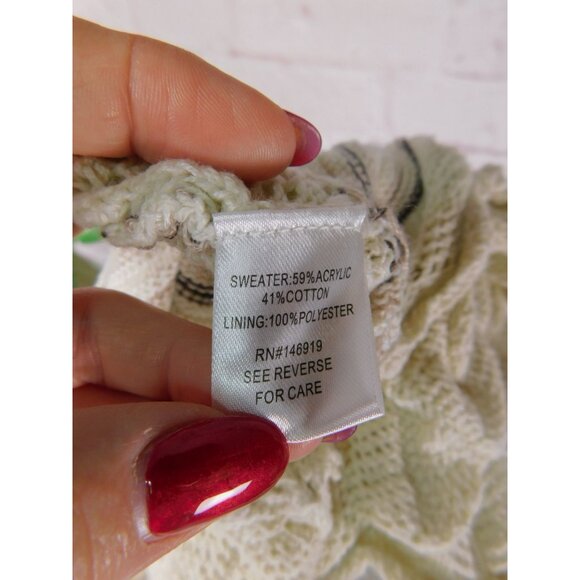 SWEATER:59%ACRYLIC
41%COTTON
LINING:100%POLYESTER
RN#146919
SEE REVERSE
FOR CARE